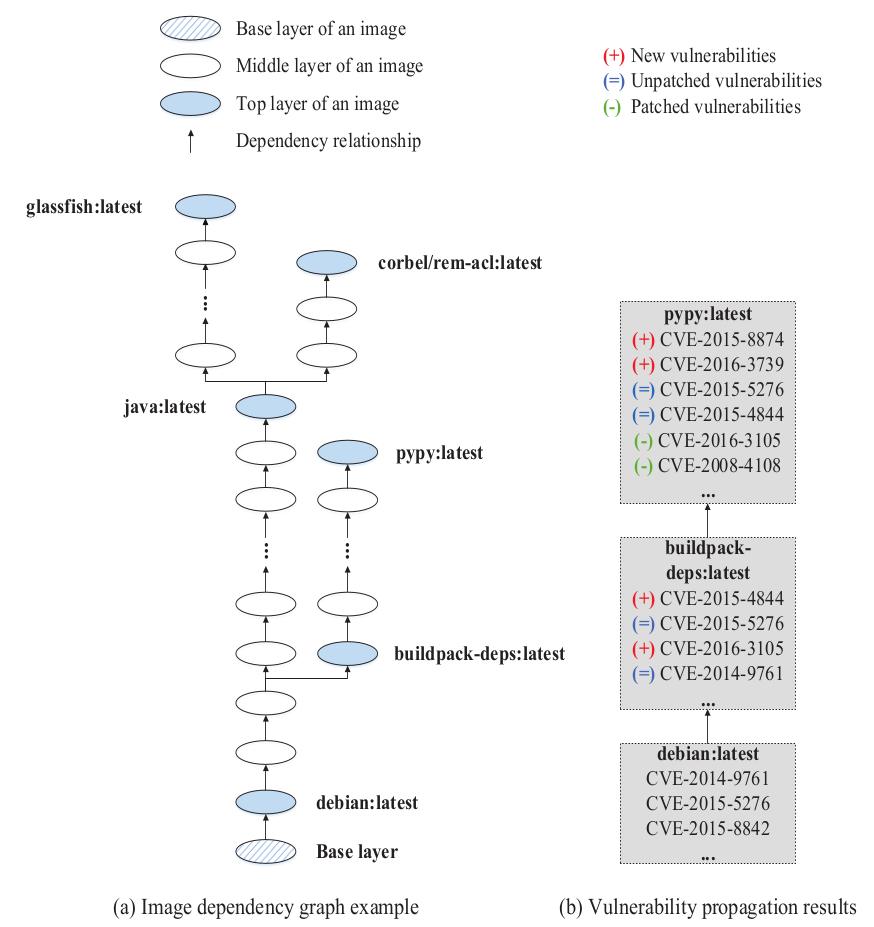 Base layer of an image
Middle layer of an image
Top layer of an image
Dependency relationship
(+) New vulnerabilities
(=) Unpatched vulnerabilities
(-) Patched vulnerabilities
glassfish:latest
corbel/rem-acl:latest
...
java:latest
pypy:latest
...
...
buildpack-deps:latest
debian:latest
Base layer
pypy:latest
(+) CVE-2015-8874
(+) CVE-2016-3739
(=) CVE-2015-5276
(=) CVE-2015-4844
(-) CVE-2016-3105
(-) CVE-2008-4108
...
buildpack-
deps:latest
(+) CVE-2015-4844
(=) CVE-2015-5276
(+) CVE-2016-3105
(=) CVE-2014-9761
...
debian:latest
CVE-2014-9761
CVE-2015-5276
CVE-2015-8842
...
(a) Image dependency graph example
(b) Vulnerability propagation results